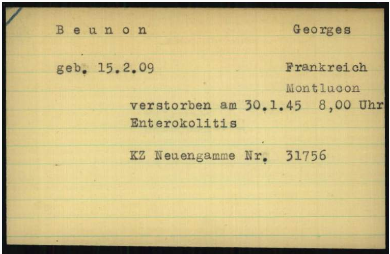 B e u n o n Georges
geb. 15.2.09 Frankreich
Montlucon
verstorben am 30.1.45 8,00 Uhr
Enterokolitis
KZ Neuengamme Nr. 31756